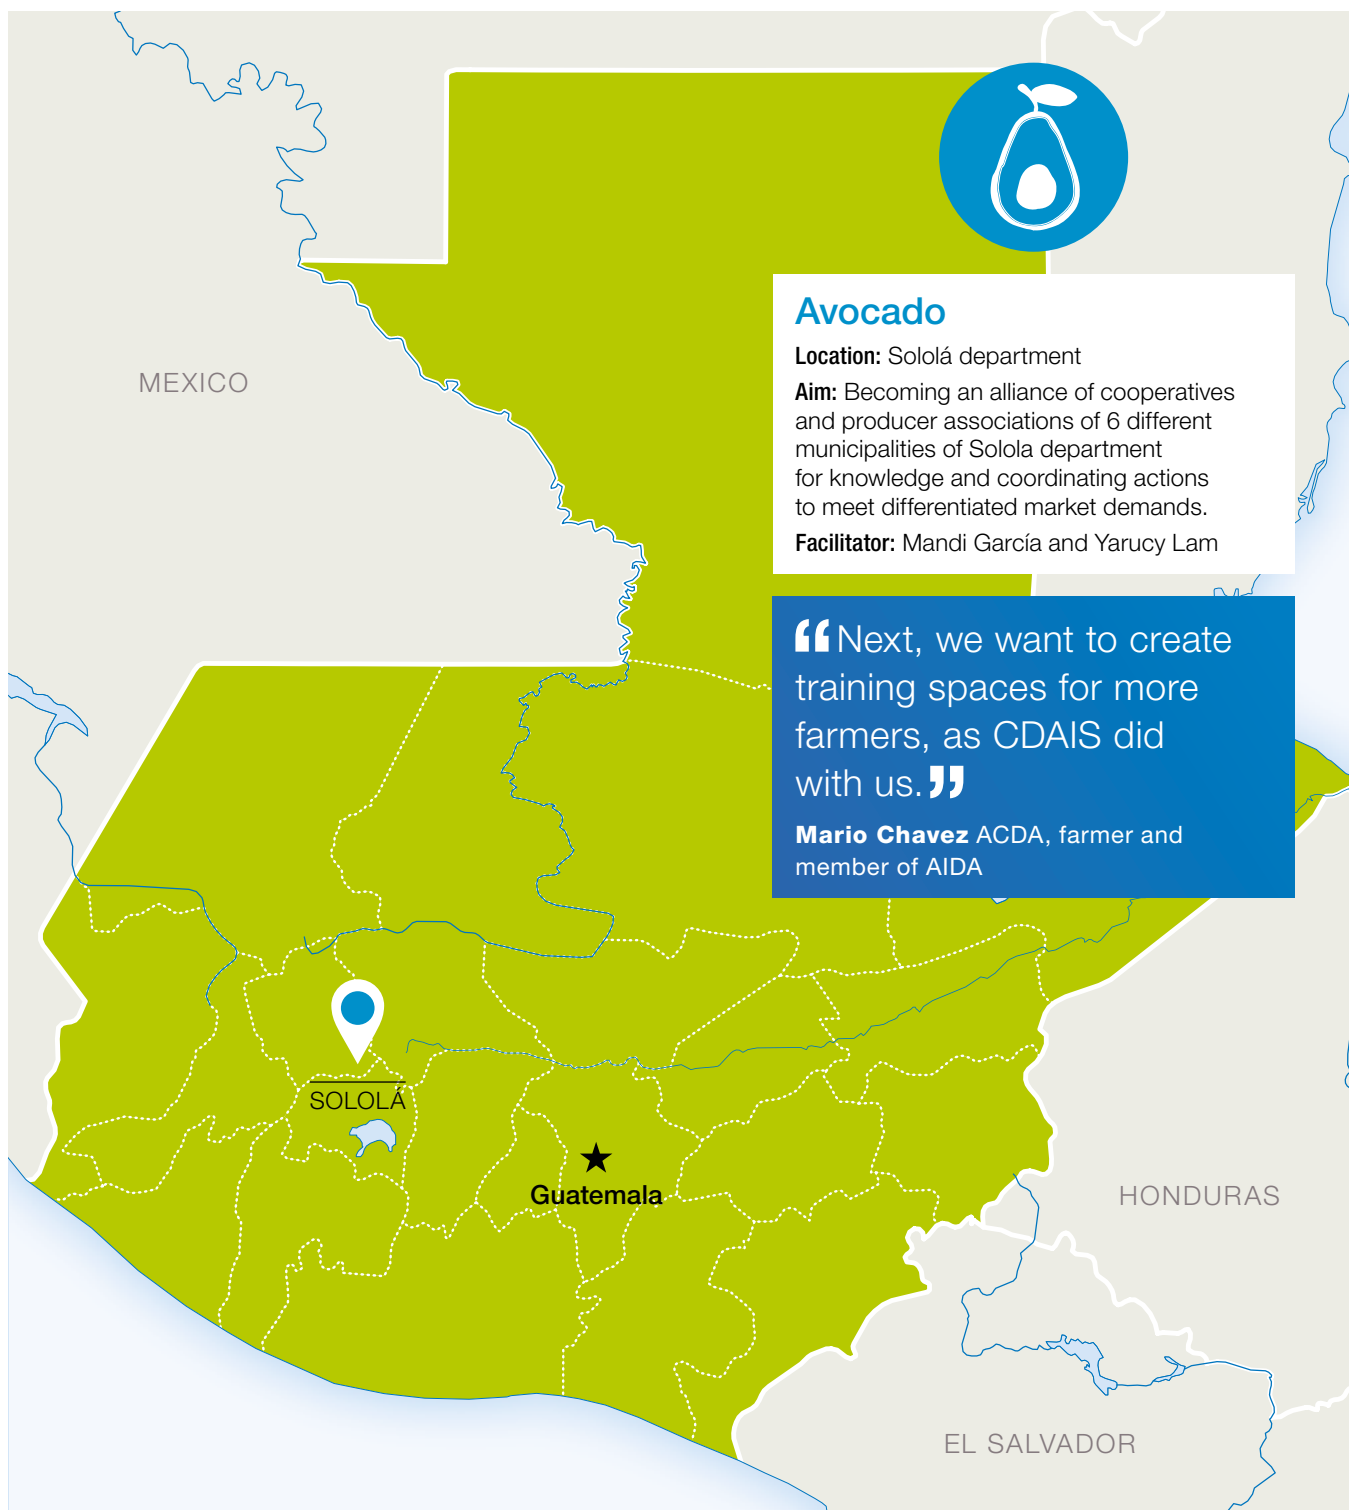 MEXICO
Avocado
Location: Sololá department
Aim: Becoming an alliance of cooperatives
and producer associations of 6 different
municipalities of Solola department
for knowledge and coordinating actions
to meet differentiated market demands.
Facilitator: Mandi García and Yarucy Lam
“Next, we want to create
training spaces for more
farmers, as CDAIS did
with us.”
Mario Chavez ACDA, farmer and
member of AIDA
SOLOLÁ
Guatemala
HONDURAS
EL SALVADOR